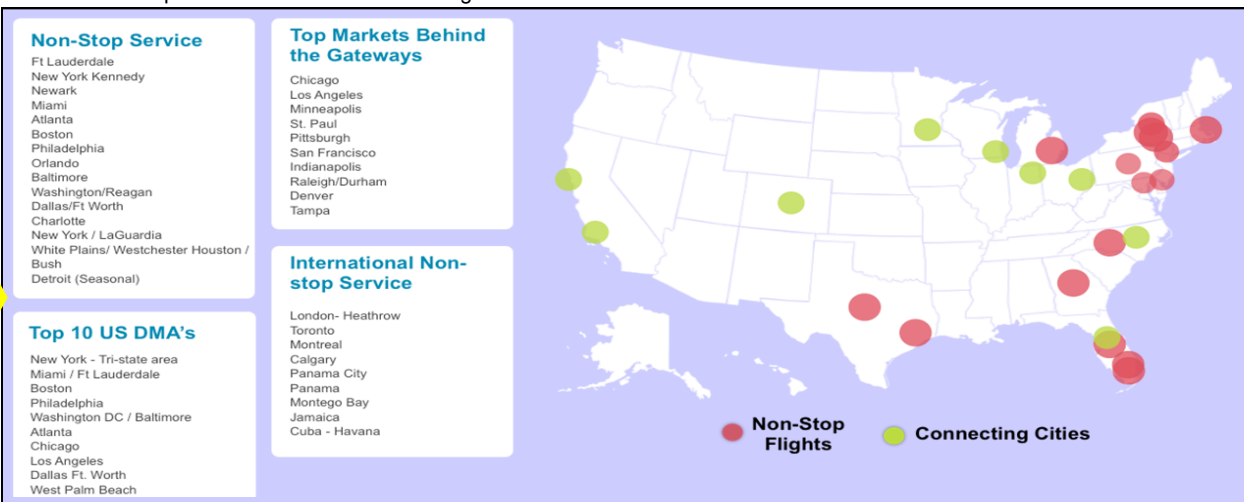 Non-Stop Service
Ft Lauderdale
New York Kennedy
Newark
Miami
Atlanta
Boston
Philadelphia
Orlando
Baltimore
Washington/Reagan
Dallas/Ft Worth
Charlotte
New York / LaGuardia
White Plains/ Westchester Houston /
Bush
Detroit (Seasonal)
Top 10 US DMA's
New York - Tri-state area
Miami / Ft Lauderdale
Boston
Philadelphia
Washington DC / Baltimore
Atlanta
Chicago
Los Angeles
Dallas Ft. Worth
West Palm Beach
Top Markets Behind
the Gateways
Chicago
Los Angeles
Minneapolis
St. Paul
Pittsburgh
San Francisco
Indianapolis
Raleigh/Durham
Denver
Tampa
International Non-
stop Service
London- Heathrow
Toronto
Montreal
Calgary
Panama City
Panama
Montego Bay
Jamaica
Cuba - Havana
Non-Stop
Flights
Connecting Cities